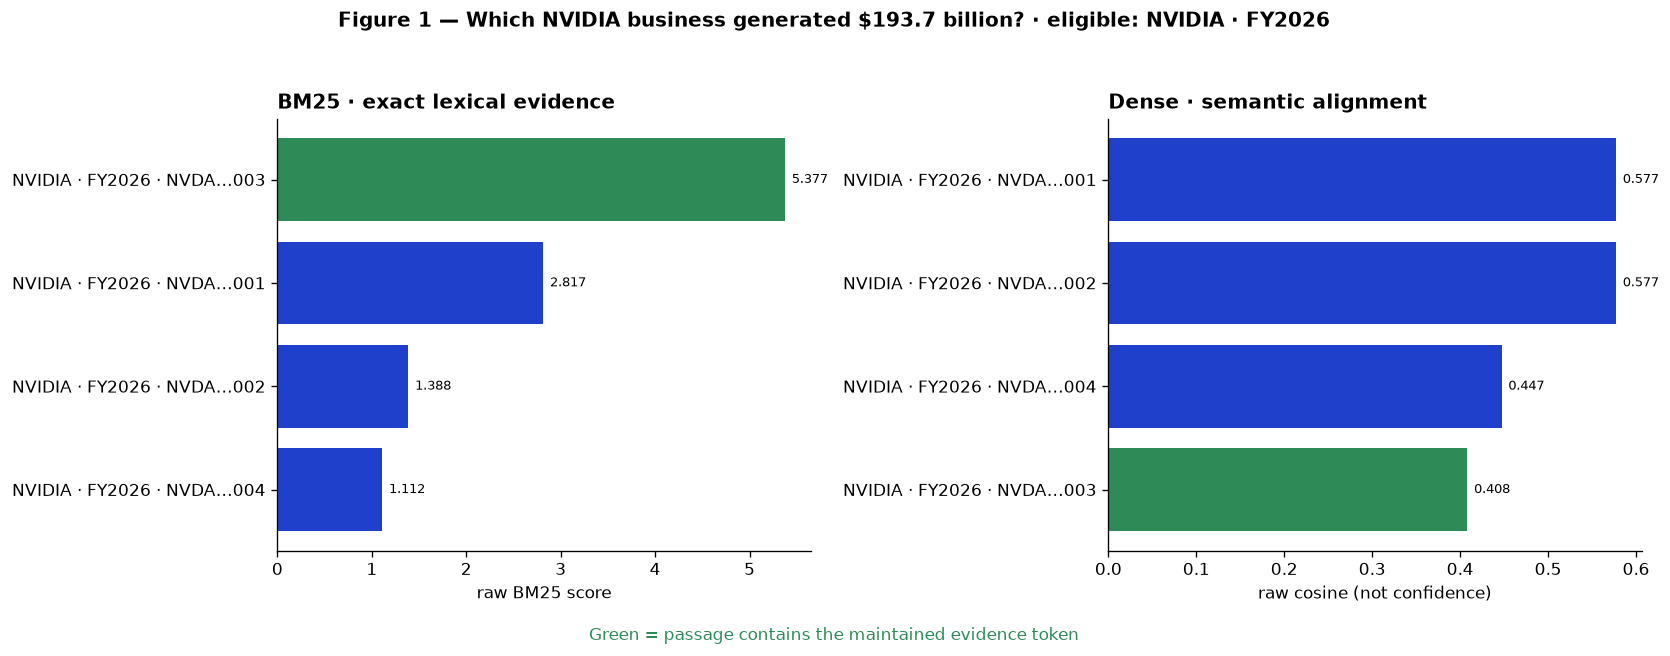 Figure 1 — Which NVIDIA business generated $193.7 billion? · eligible: NVIDIA · FY2026
BM25 · exact lexical evidence
NVIDIA · FY2026 · NVDA…003
5.377
NVIDIA · FY2026 · NVDA…001
2.817
NVIDIA · FY2026 · NVDA…002
1.388
NVIDIA · FY2026 · NVDA…004
1.112
0 1 2 3 4 5
raw BM25 score
Dense · semantic alignment
NVIDIA · FY2026 · NVDA…001
0.577
NVIDIA · FY2026 · NVDA…002
0.577
NVIDIA · FY2026 · NVDA…004
0.447
NVIDIA · FY2026 · NVDA…003
0.408
0.0 0.1 0.2 0.3 0.4 0.5 0.6
raw cosine (not confidence)
Green = passage contains the maintained evidence token